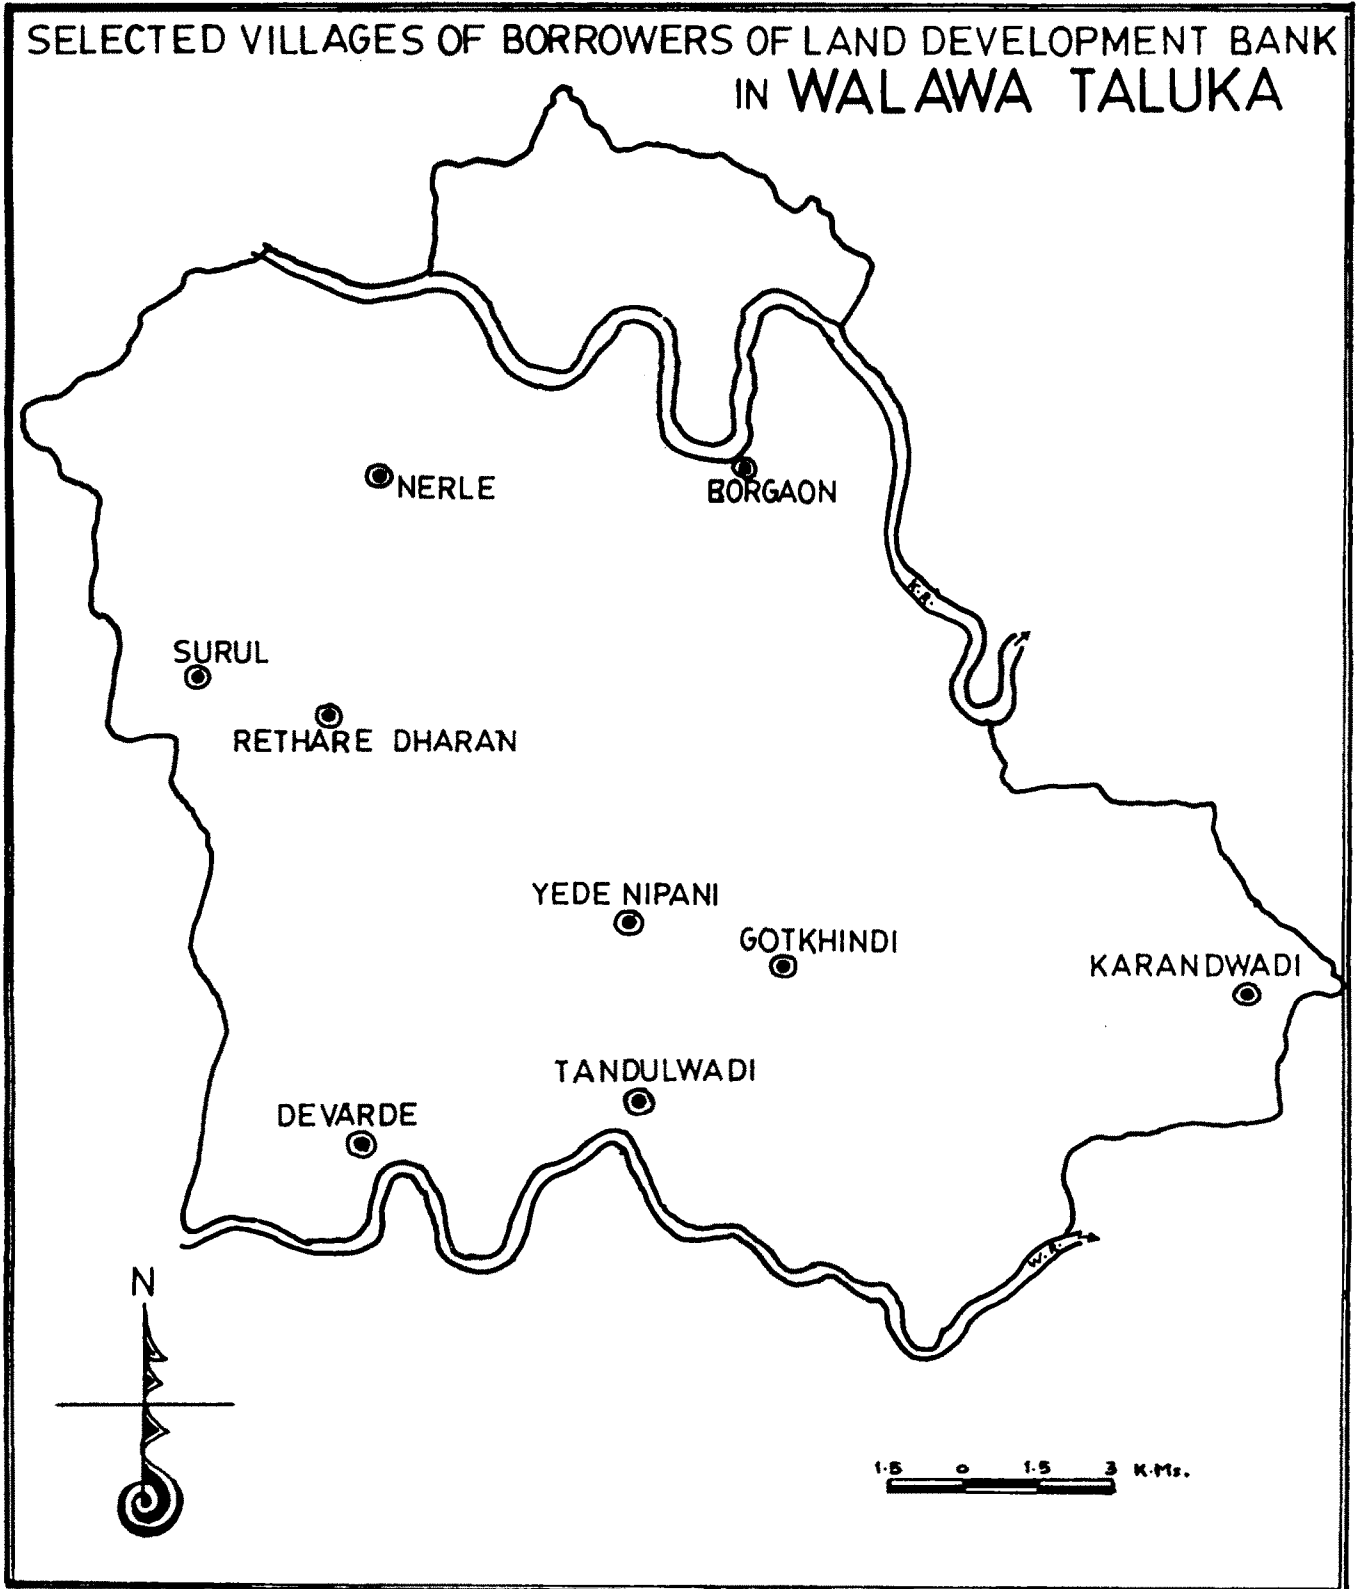 SELECTED VILLAGES OF BORROWERS OF LAND DEVELOPMENT BANK
IN WALAWA TALUKA
NERLE
BORGAON
K.R.
SURUL
RETHARE DHARAN
YEDE NIPANI
GOTKHINDI
KARANDWADI
TANDULWADI
DEVARDE
W.R.
N
1.5 0 1.5 3 K.Ms.